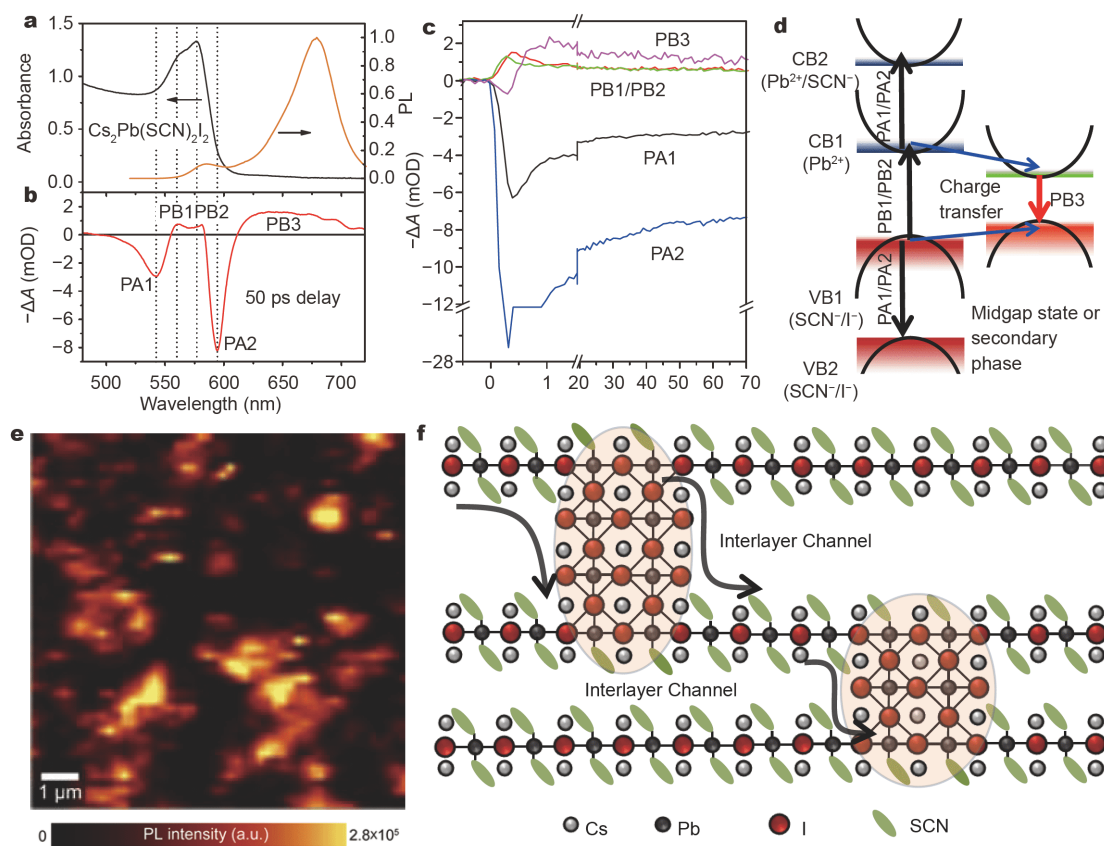 a
Absorbance
1.5
1.0
0.5
0.0
Cs₂Pb(SCN)₂I₂
1.0
0.8
0.6
0.4
0.2
0.0
PL
b
−ΔA (mOD)
2
0
−2
−4
−6
−8
PB1PB2
PB3
PA1
PA2
50 ps delay
500 550 600 650 700
Wavelength (nm)
c
−ΔA (mOD)
2
0
−4
−8
−12
−28
PB3
PB1/PB2
PA1
PA2
0 1 20 30 40 50 60 70
d
CB2
(Pb²⁺/SCN⁻)
PA1/PA2
CB1
(Pb²⁺)
PB1/PB2
Charge
transfer
PB3
VB1
(SCN⁻/I⁻)
PA1/PA2
Midgap state or
secondary
phase
VB2
(SCN⁻/I⁻)
e
1 μm
0 PL intensity (a.u.) 2.8×10⁵
f
Interlayer Channel
Interlayer Channel
Cs Pb I SCN